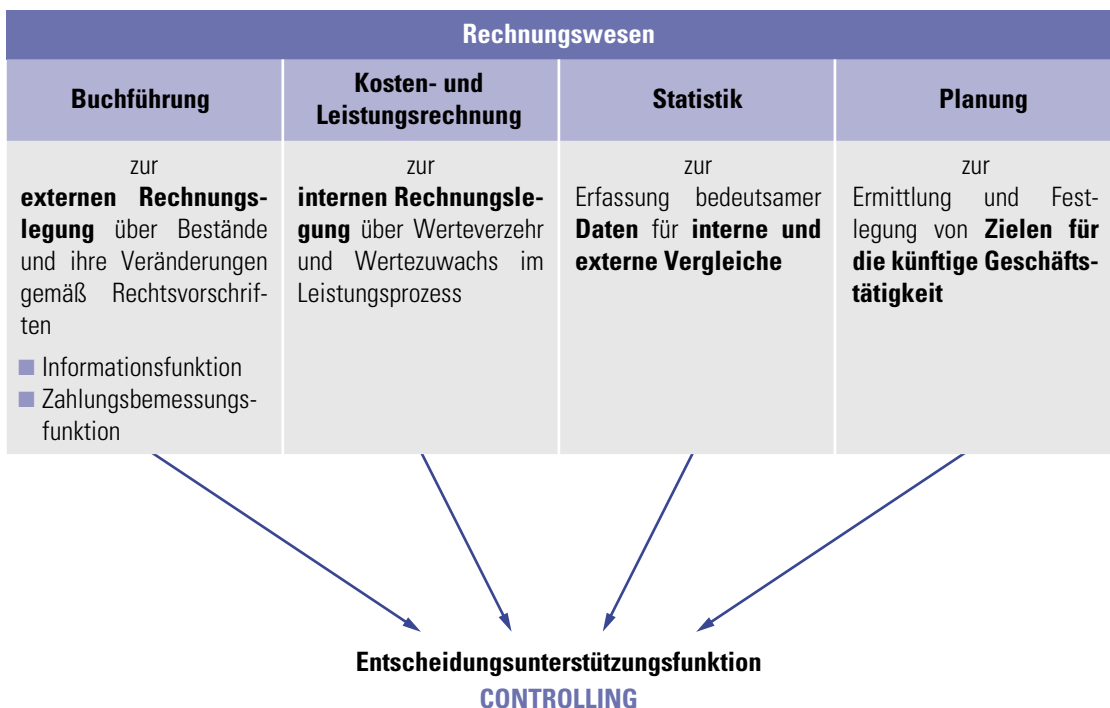 Rechnungswesen
Buchführung
Kosten- und
Leistungsrechnung
Statistik
Planung
zur
externen Rechnungs-
legung über Bestände
und ihre Veränderungen
gemäß Rechtsvorschrif-
ten
Informationsfunktion
Zahlungsbemessungs-
funktion
zur
internen Rechnungsle-
gung über Werteverzehr
und Wertezuwachs im
Leistungsprozess
zur
Erfassung bedeutsamer
Daten für interne und
externe Vergleiche
zur
Ermittlung und Fest-
legung von Zielen für
die künftige Geschäfts-
tätigkeit
Entscheidungsunterstützungsfunktion
CONTROLLING